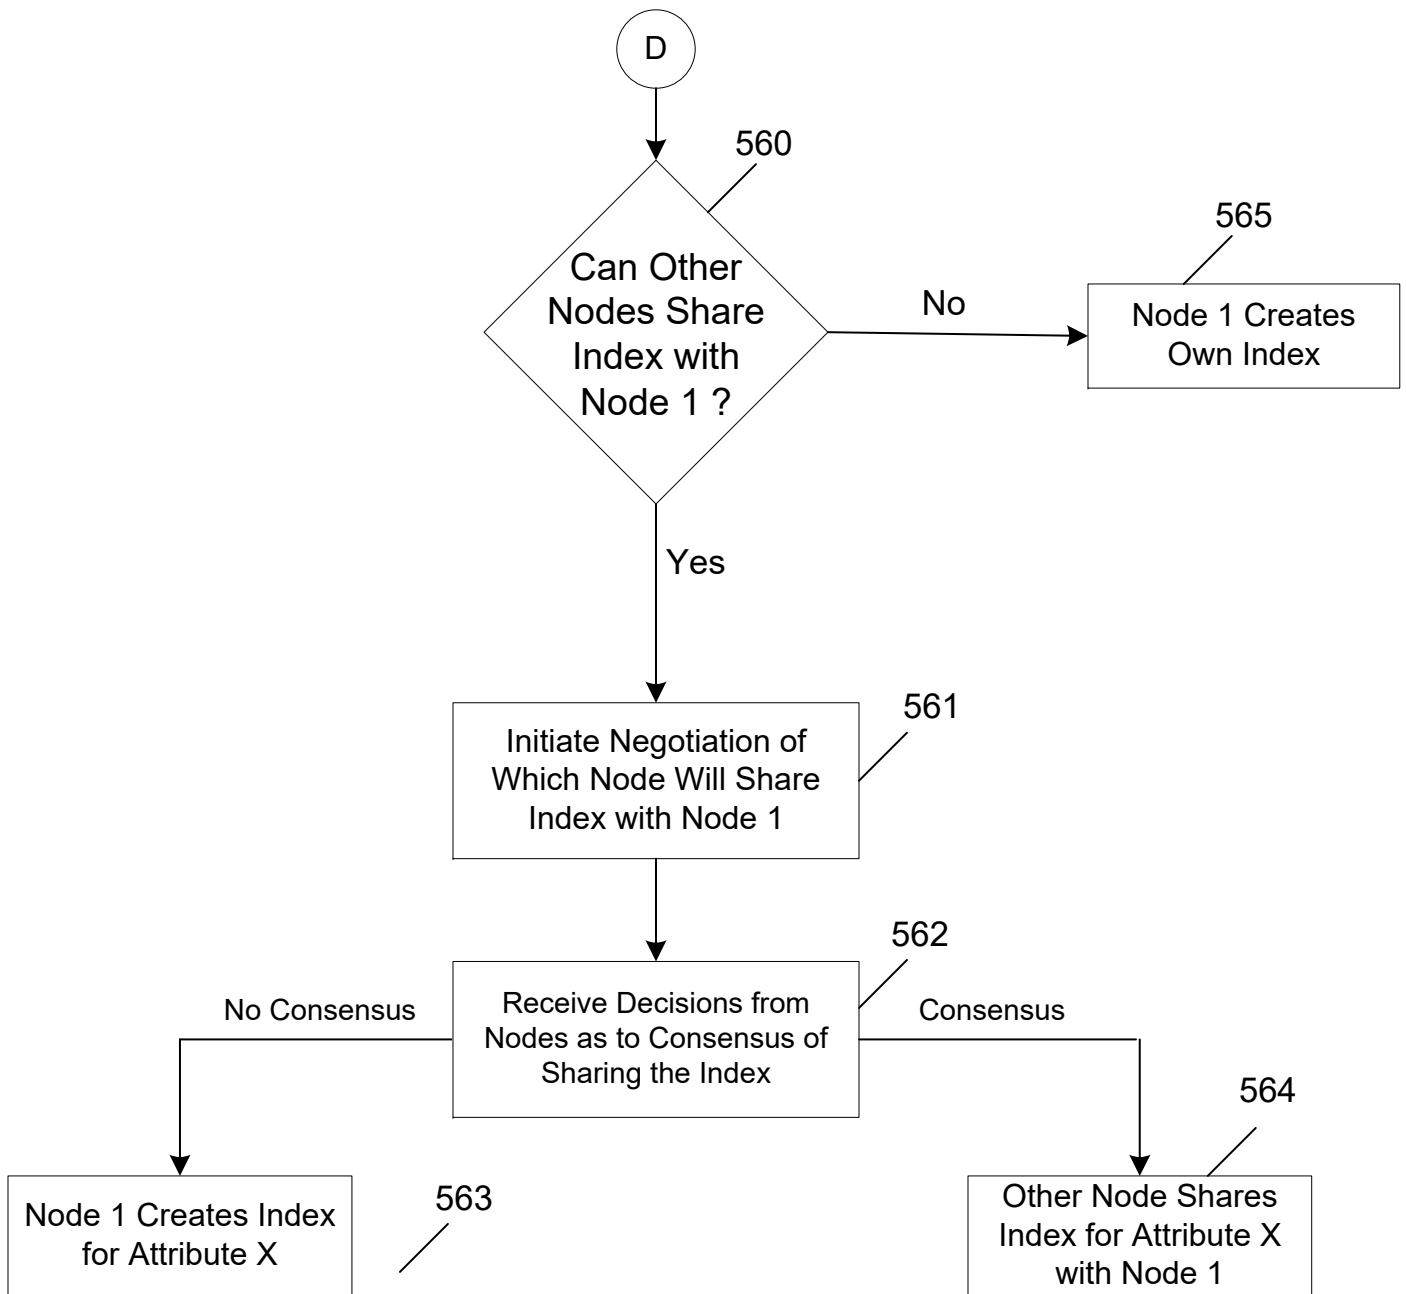 D
560
Can Other
Nodes Share
Index with
Node 1 ?
No
565
Node 1 Creates
Own Index
Yes
561
Initiate Negotiation of
Which Node Will Share
Index with Node 1
562
Receive Decisions from
Nodes as to Consensus of
Sharing the Index
No Consensus
Consensus
563
Node 1 Creates Index
for Attribute X
564
Other Node Shares
Index for Attribute X
with Node 1